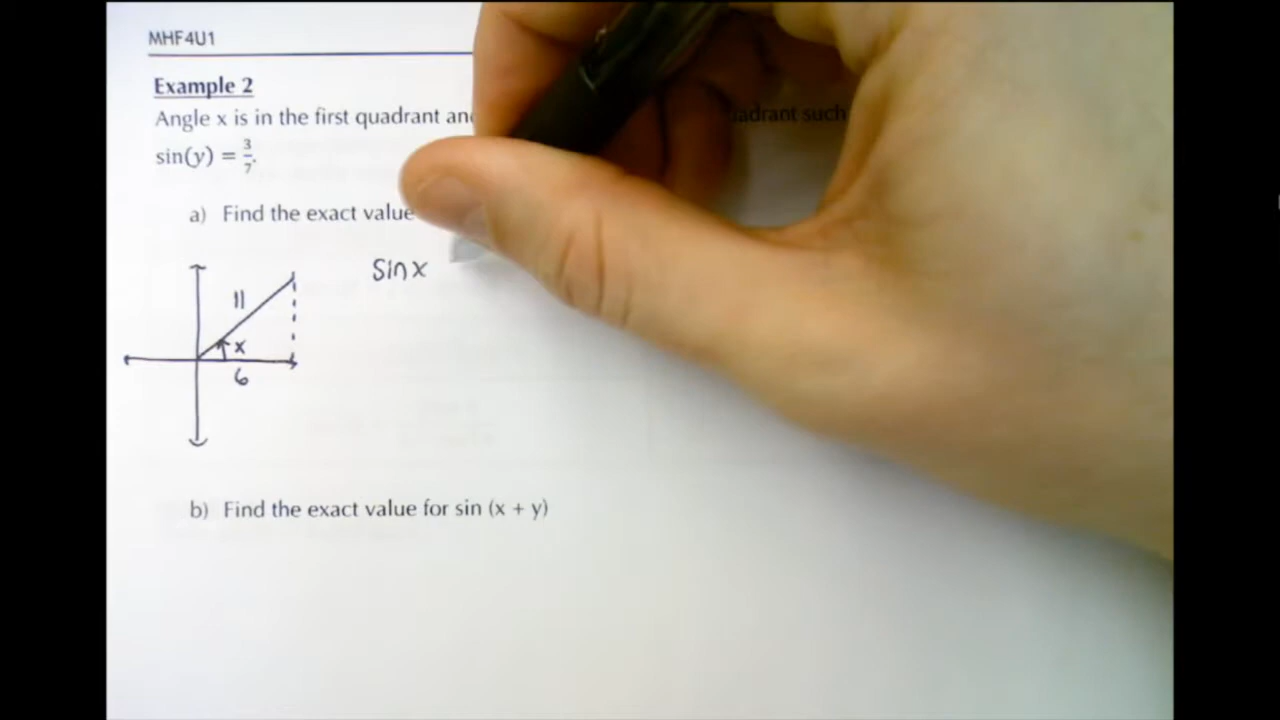 MHF4U1
Example 2
Angle x is in the first quadrant and uadrant such
sin(y) = 3/7.
a) Find the exact value
sin x
11
x
6
b) Find the exact value for sin (x + y)